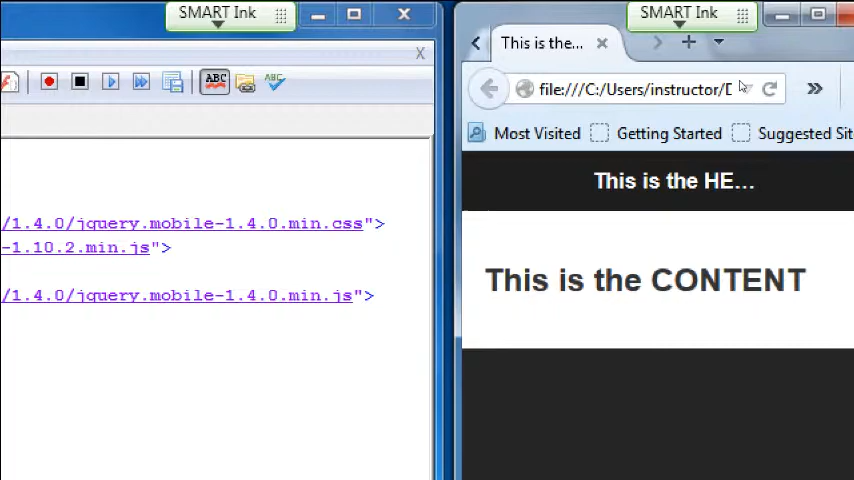 SMART Ink
X
ABC
ABC
/1.4.0/jquery.mobile-1.4.0.min.css">
-1.10.2.min.js">
/1.4.0/jquery.mobile-1.4.0.min.js">
SMART Ink
This is the...
file:///C:/Users/instructor/D
Most Visited
Getting Started
Suggested Sit
This is the HE...
This is the CONTENT